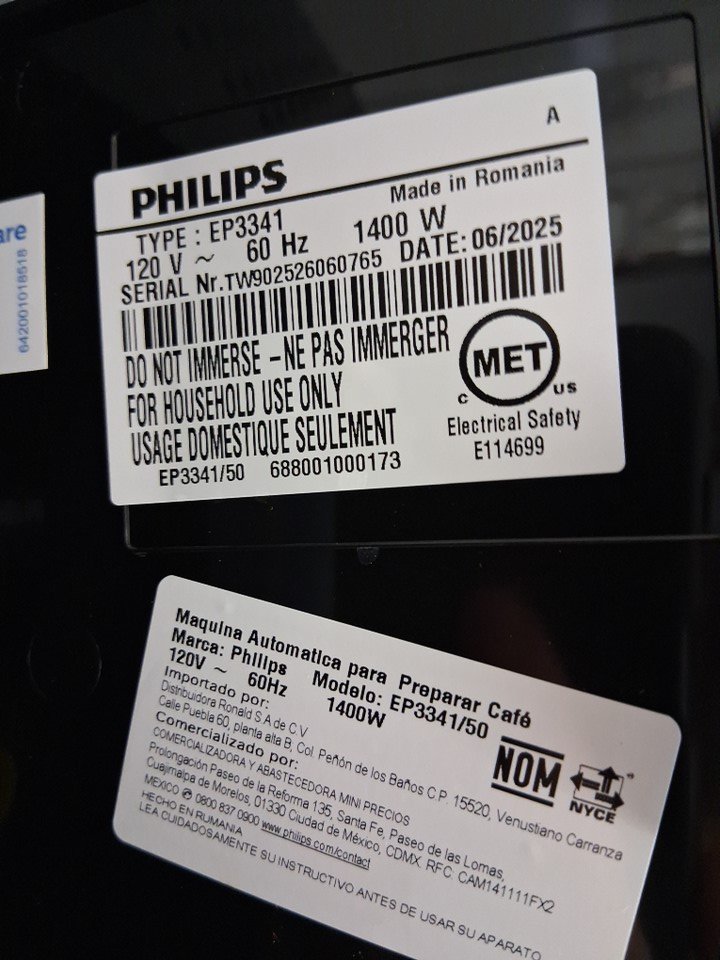 are
642001018518
A
PHILIPS
Made in Romania
TYPE : EP3341
120 V ~ 60 Hz 1400 W
SERIAL Nr.TW902526060765 DATE: 06/2025
DO NOT IMMERSE – NE PAS IMMERGER
FOR HOUSEHOLD USE ONLY
USAGE DOMESTIQUE SEULEMENT
MET
C US
Electrical Safety
E114699
EP3341/50 688001000173
Maquina Automatica para Preparar Café
Marca: Philips Modelo: EP3341/50
120V ~ 60Hz 1400W
Importado por:
Distribuidora Ronald S.A de C V
Calle Puebla 60, planta alta B, Col. Peñón de los Baños C.P. 15520, Venustiano Carranza
Comercializado por:
COMERCIALIZADORA Y ABASTECEDORA MINI PRECIOS
Prolongación Paseo de la Reforma 135, Santa Fe, Paseo de las Lomas,
Cuajimalpa de Morelos, 01330 Ciudad de México, CDMX. RFC. CAM141111FX2
MEXICO ✆ 0800 837 0900 www.philips.com/contact
HECHO EN RUMANIA
LEA CUIDADOSAMENTE SU INSTRUCTIVO ANTES DE USAR SU APARATO
NOM
NYCE